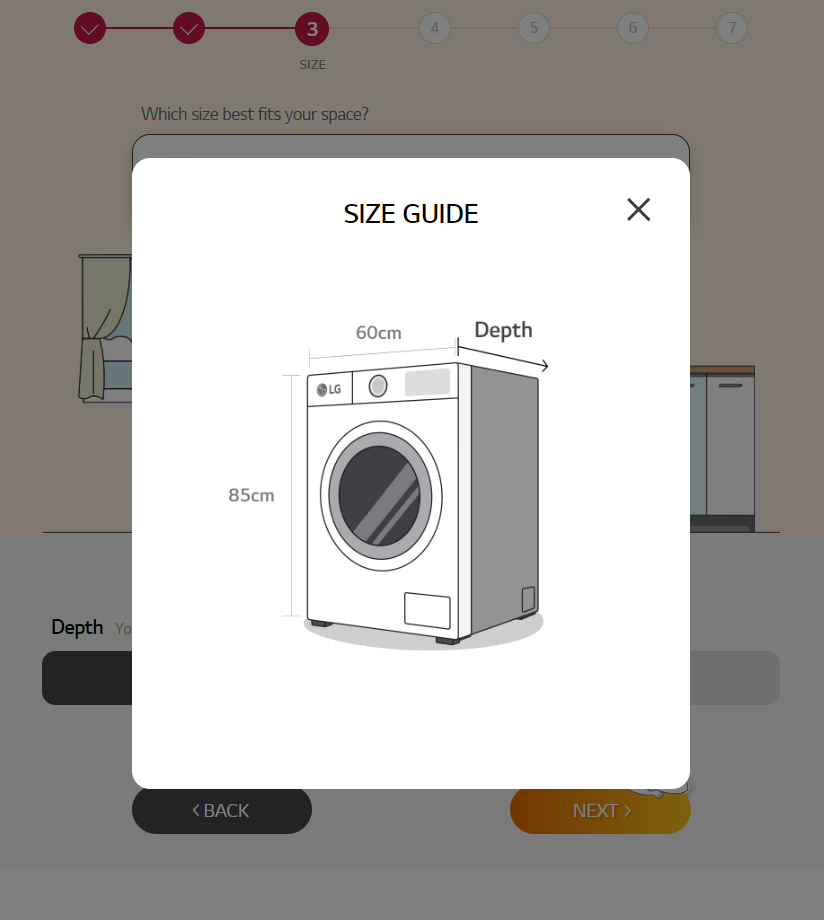 3 4 5 6 7
SIZE
Which size best fits your space?
SIZE GUIDE
60cm Depth
LG
85cm
Depth
BACK NEXT